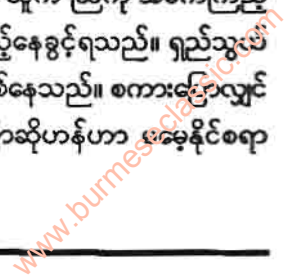 ့်နေခွင့်ရသည်။ ရှည်သွယ်
်နေသည်။ စကားပြောလျှင်
ာဆိုဟန်ဟာ မမေ့နိုင်စရာ
www.burmeseclassic.com